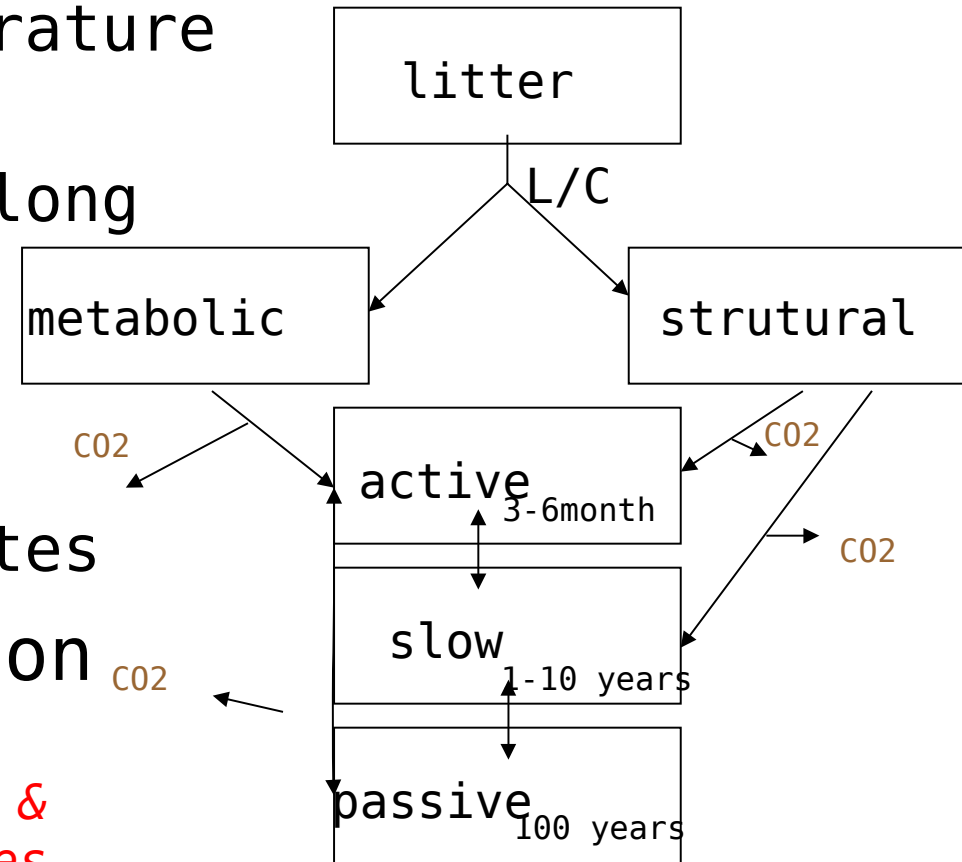 rature
litter
long
L/C
metabolic
strutural
CO2
CO2
active
3-6month
tes
CO2
on
slow
CO2
1-10 years
&
passive
100 years
es